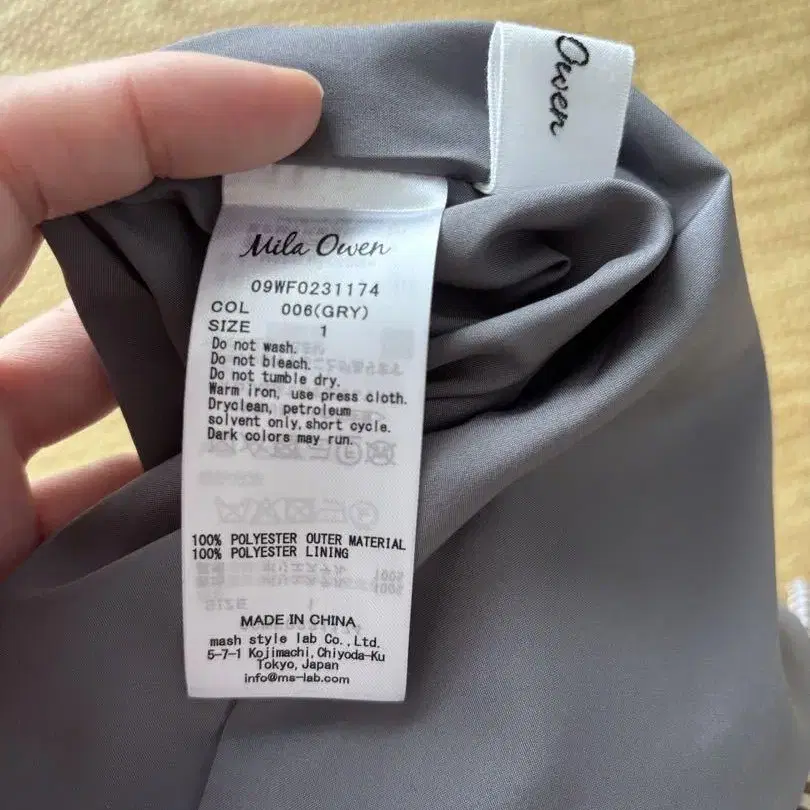 Owen
Mila Owen
09WF0231174
COL 006(GRY)
SIZE 1
Do not wash.
Do not bleach.
Do not tumble dry.
Warm iron, use press cloth.
Dryclean, petroleum
solvent only,short cycle.
Dark colors may run.
100% POLYESTER OUTER MATERIAL
100% POLYESTER LINING
MADE IN CHINA
mash style lab Co.,Ltd.
5-7-1 Kojimachi,Chiyoda-Ku
Tokyo,Japan
info@ms-lab.com